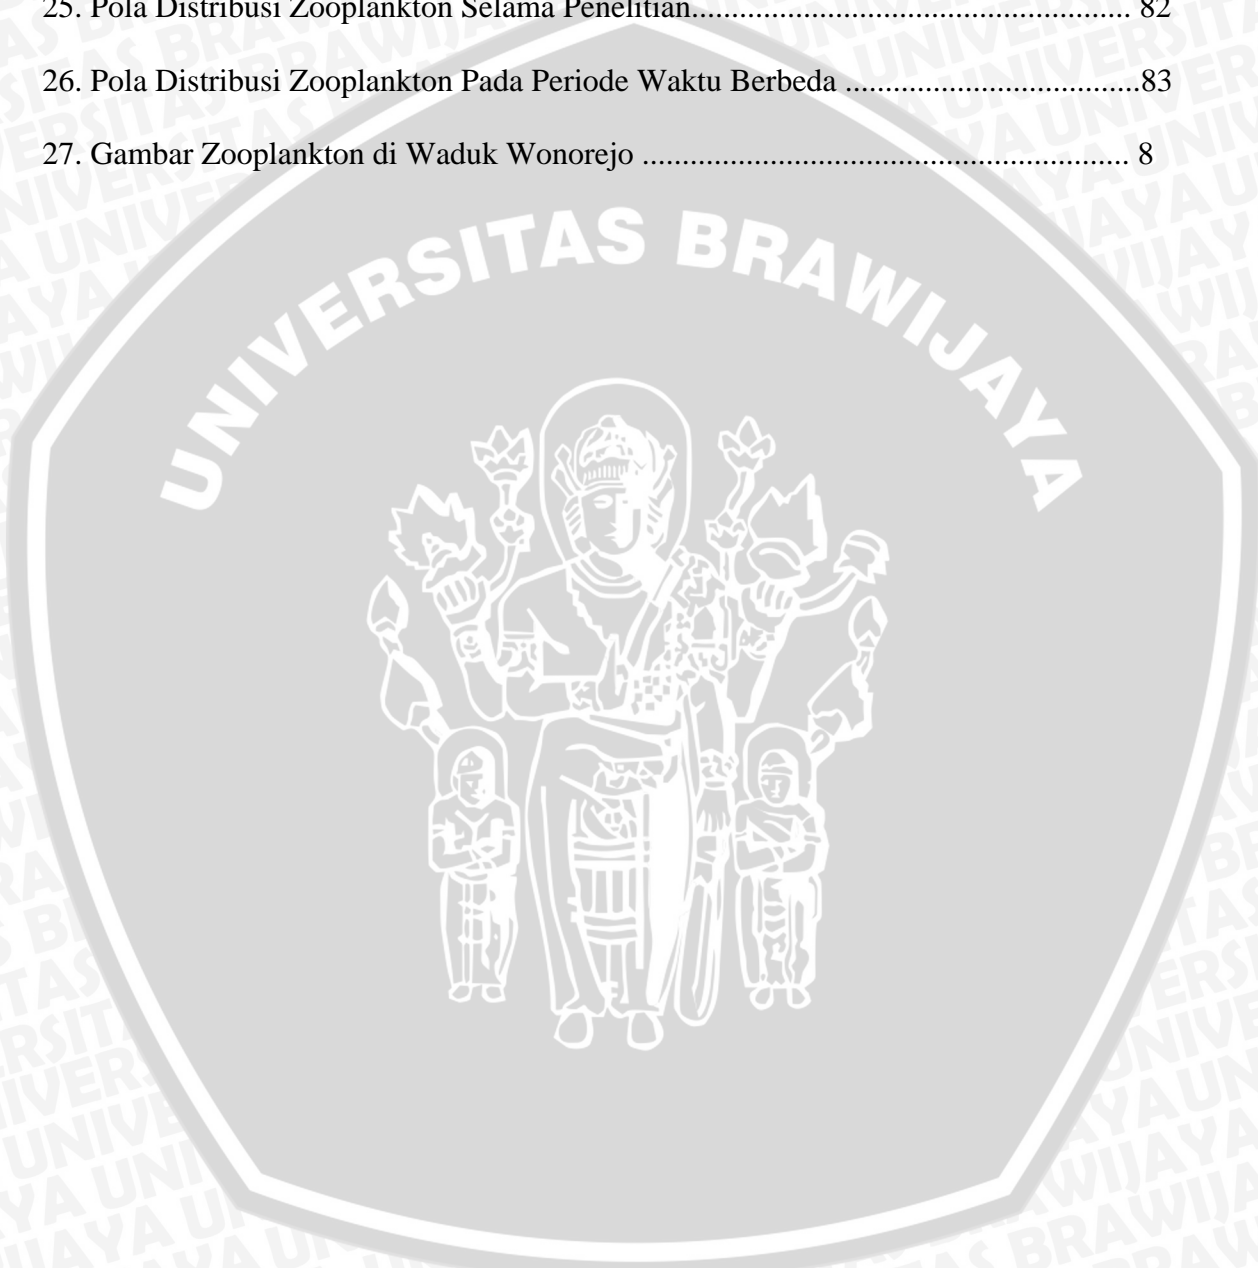 25. Pola Distribusi Zooplankton Selama Penelitian....................................................... 82
26. Pola Distribusi Zooplankton Pada Periode Waktu Berbeda .....................................83
27. Gambar Zooplankton di Waduk Wonorejo ............................................................. 8
UNIVERSITAS BRAWIJAYA